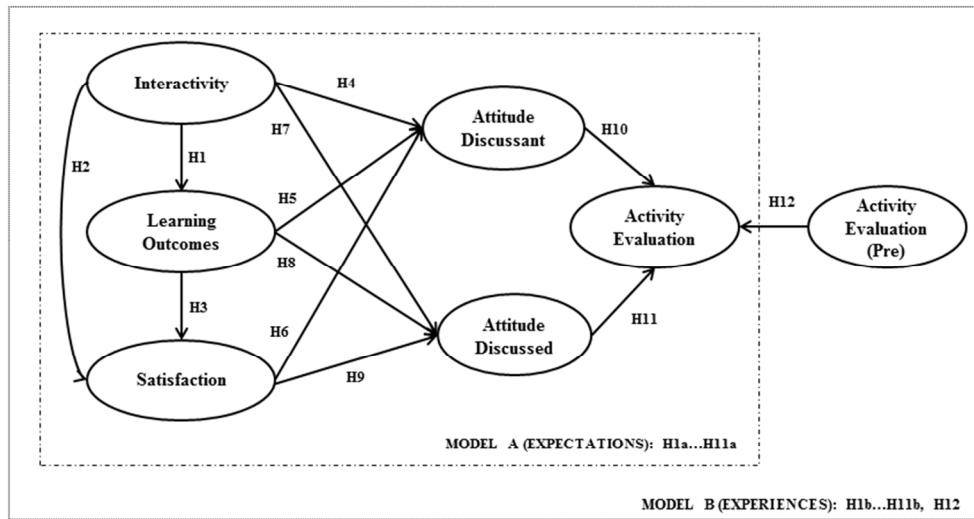 Interactivity
H4
H7
Attitude
Discussant
H10
H2
H1
H5
Learning
Outcomes
H8
Activity
Evaluation
H12
Activity
Evaluation
(Pre)
H3
H6
Attitude
Discussed
H11
Satisfaction
H9
MODEL A (EXPECTATIONS): H1a...H11a
MODEL B (EXPERIENCES): H1b...H11b, H12